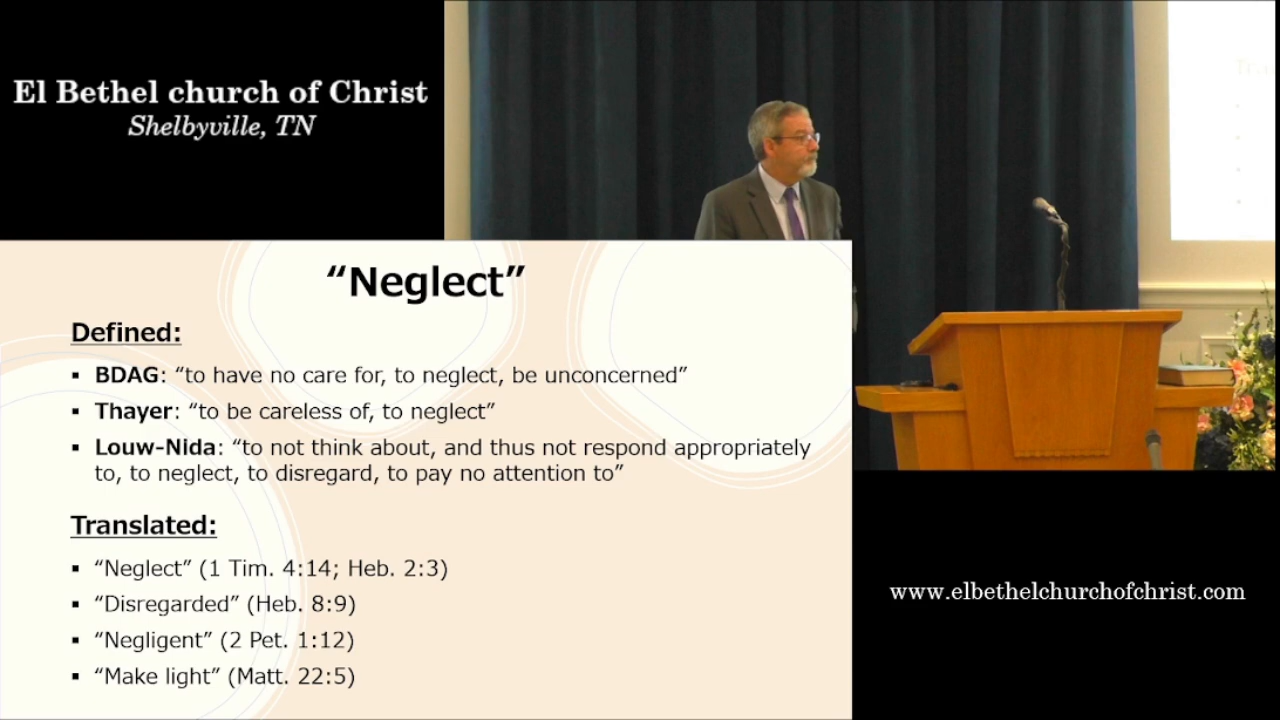 El Bethel church of Christ
Shelbyville, TN
“Neglect”
Defined:
▪ BDAG: “to have no care for, to neglect, be unconcerned”
▪ Thayer: “to be careless of, to neglect”
▪ Louw-Nida: “to not think about, and thus not respond appropriately
to, to neglect, to disregard, to pay no attention to”
Translated:
▪ “Neglect” (1 Tim. 4:14; Heb. 2:3)
▪ “Disregarded” (Heb. 8:9)
▪ “Negligent” (2 Pet. 1:12)
▪ “Make light” (Matt. 22:5)
www.elbethelchurchofchrist.com